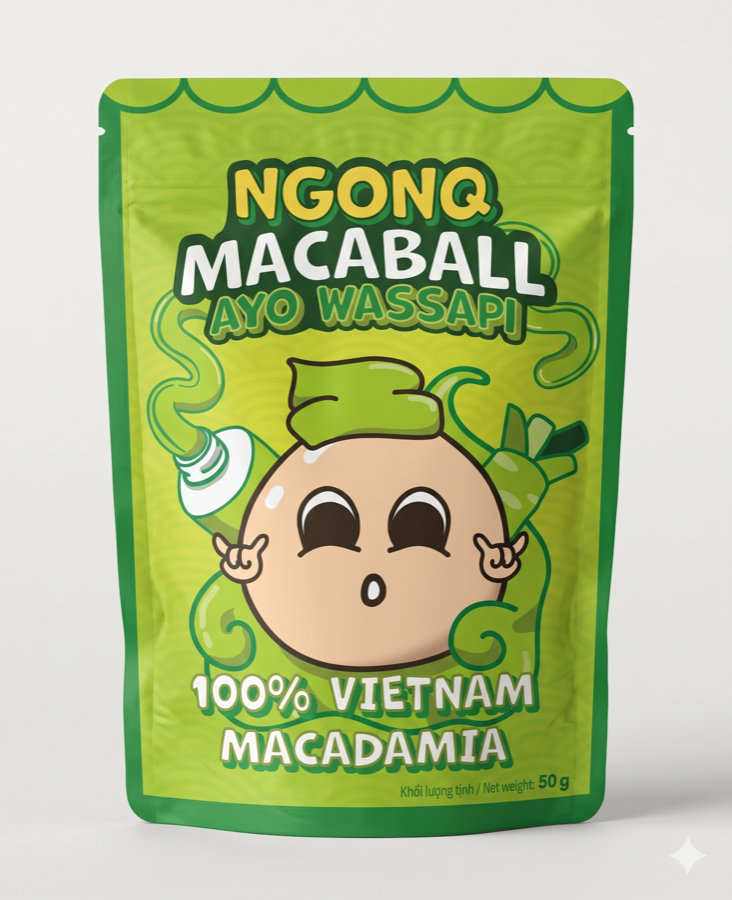 NGONQ
MACABALL
AYO WASSAPI
100% VIETNAM
MACADAMIA
Khối lượng tịnh / Net weight: 50 g